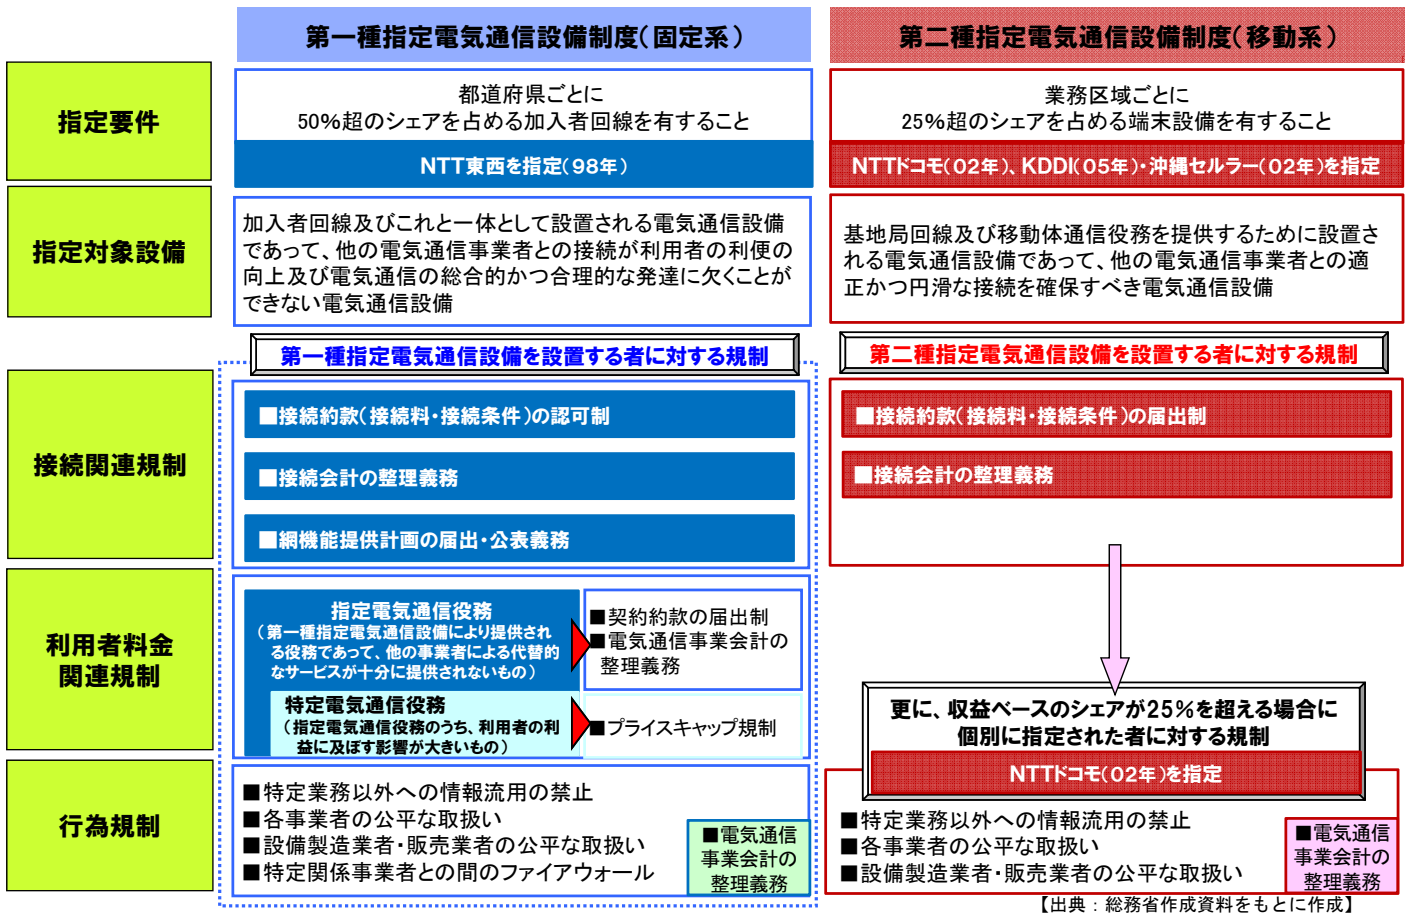 第一種指定電気通信設備制度(固定系)
第二種指定電気通信設備制度(移動系)
指定要件
都道府県ごとに
50%超のシェアを占める加入者回線を有すること
NTT東西を指定(98年)
業務区域ごとに
25%超のシェアを占める端末設備を有すること
NTTドコモ(02年)、KDDI(05年)・沖縄セルラー(02年)を指定
指定対象設備
加入者回線及びこれと一体として設置される電気通信設備
であって、他の電気通信事業者との接続が利用者の利便の
向上及び電気通信の総合的かつ合理的な発達に欠くことが
できない電気通信設備
基地局回線及び移動体通信役務を提供するために設置さ
れる電気通信設備であって、他の電気通信事業者との適
正かつ円滑な接続を確保すべき電気通信設備
第一種指定電気通信設備を設置する者に対する規制
第二種指定電気通信設備を設置する者に対する規制
接続関連規制
■接続約款(接続料・接続条件)の認可制
■接続会計の整理義務
■網機能提供計画の届出・公表義務
■接続約款(接続料・接続条件)の届出制
■接続会計の整理義務
利用者料金
関連規制
指定電気通信役務
(第一種指定電気通信設備により提供され
る役務であって、他の事業者による代替的
なサービスが十分に提供されないもの)
■契約約款の届出制
■電気通信事業会計の
整理義務
特定電気通信役務
(指定電気通信役務のうち、利用者の利
益に及ぼす影響が大きいもの)
■プライスキャップ規制
更に、収益ベースのシェアが25%を超える場合に
個別に指定された者に対する規制
NTTドコモ(02年)を指定
行為規制
■特定業務以外への情報流用の禁止
■各事業者の公平な取扱い
■設備製造業者・販売業者の公平な取扱い
■特定関係事業者との間のファイアウォール
■電気通信
事業会計の
整理義務
■特定業務以外への情報流用の禁止
■各事業者の公平な取扱い
■設備製造業者・販売業者の公平な取扱い
■電気通信
事業会計の
整理義務
【出典:総務省作成資料をもとに作成】